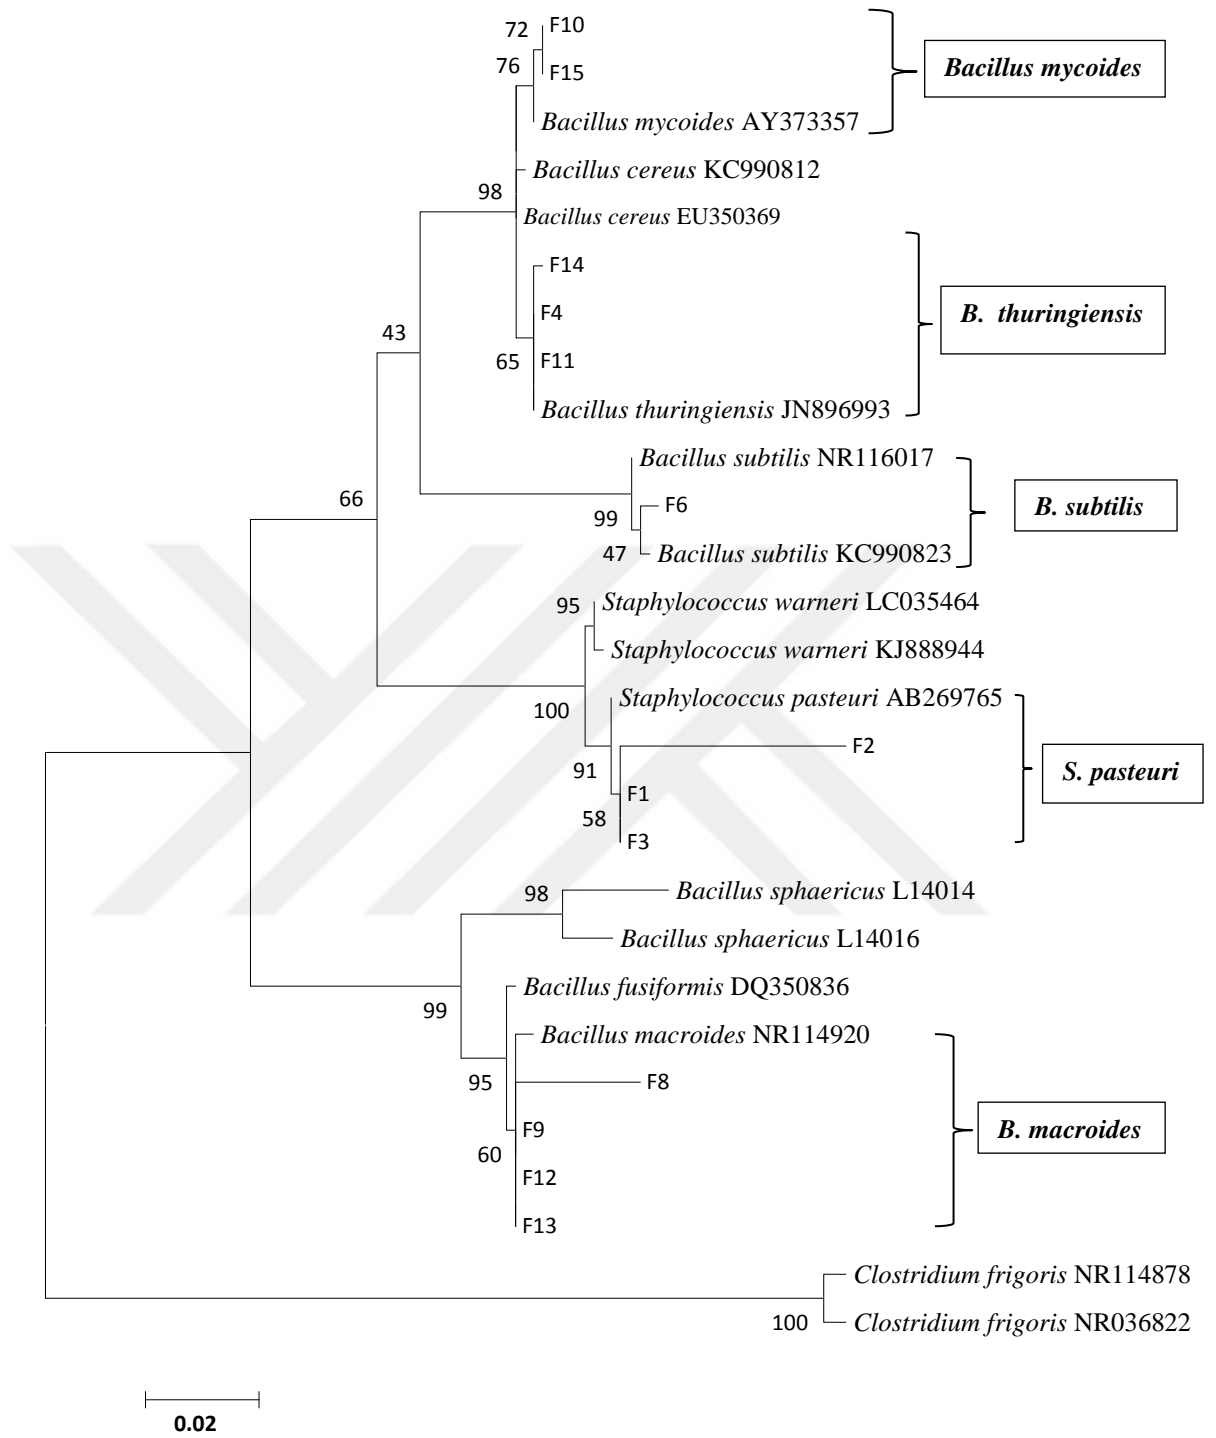 72
F10
76
F15
Bacillus mycoides
Bacillus mycoides AY373357
Bacillus cereus KC990812
98
Bacillus cereus EU350369
F14
F4
B. thuringiensis
43
65
F11
Bacillus thuringiensis JN896993
Bacillus subtilis NR116017
66
F6
B. subtilis
99
47
Bacillus subtilis KC990823
95
Staphylococcus warneri LC035464
Staphylococcus warneri KJ888944
Staphylococcus pasteuri AB269765
100
F2
91
S. pasteuri
F1
58
F3
98
Bacillus sphaericus L14014
Bacillus sphaericus L14016
Bacillus fusiformis DQ350836
99
Bacillus macroides NR114920
95
F8
F9
B. macroides
60
F12
F13
Clostridium frigoris NR114878
100
Clostridium frigoris NR036822
0.02